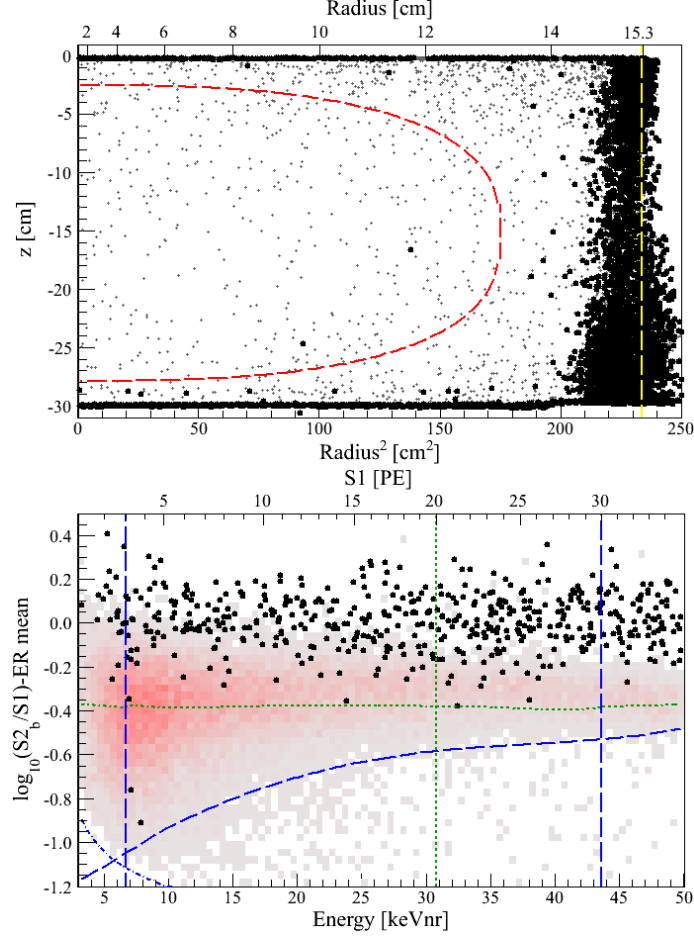 Radius [cm]
2 4 6 8 10 12 14 15.3
0
-5
-10
-15
-20
-25
-30
z [cm]
0 50 100 150 200 250
Radius² [cm²]
S1 [PE]
5 10 15 20 25 30
0.4
0.2
0.0
-0.2
-0.4
-0.6
-0.8
-1.0
-1.2
log₁₀(S2_b/S1)-ER mean
5 10 15 20 25 30 35 40 45 50
Energy [keVnr]